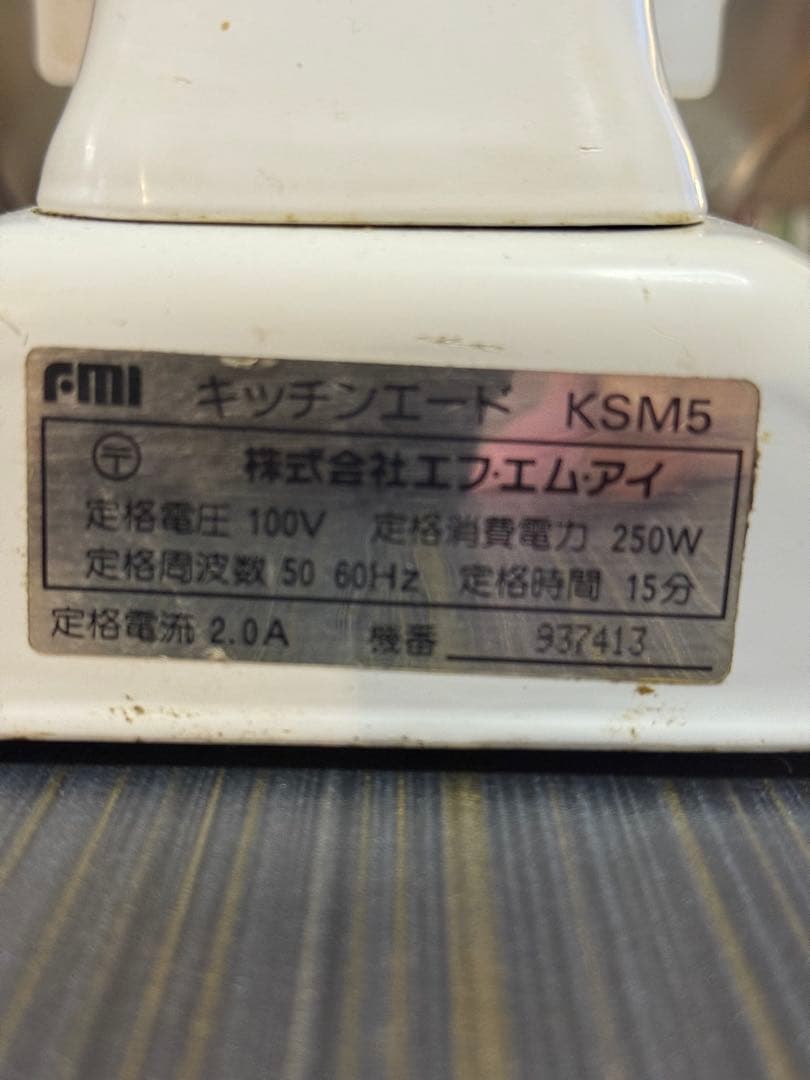 FMI キッチンエード KSM5
〒 株式会社エフ・エム・アイ
定格電圧 100V 定格消費電力 250W
定格周波数 50 60Hz 定格時間 15分
定格電流 2.0A 機番 937413